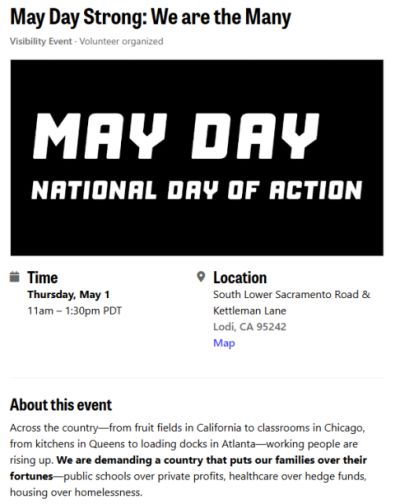 May Day Strong: We are the Many
Visibility Event · Volunteer organized
MAY DAY
NATIONAL DAY OF ACTION
Time
Thursday, May 1
11am – 1:30pm PDT
Location
South Lower Sacramento Road &
Kettleman Lane
Lodi, CA 95242
Map
About this event
Across the country—from fruit fields in California to classrooms in Chicago,
from kitchens in Queens to loading docks in Atlanta—working people are
rising up. We are demanding a country that puts our families over their
fortunes—public schools over private profits, healthcare over hedge funds,
housing over homelessness.